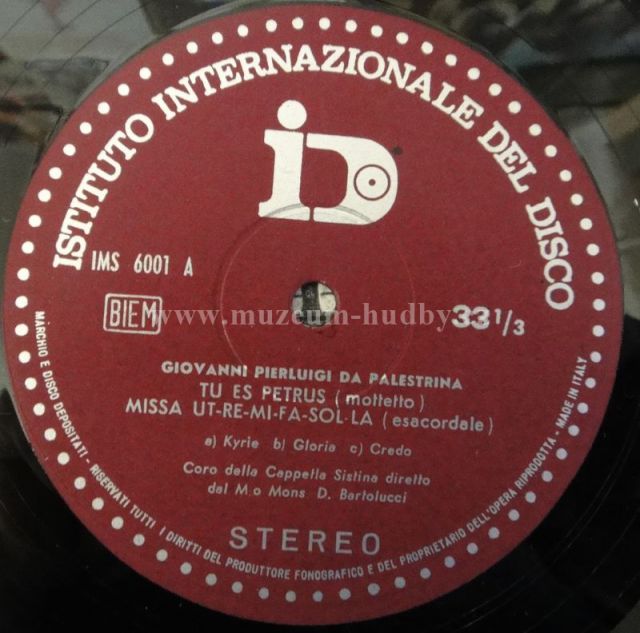 ISTITUTO INTERNAZIONALE DEL DISCO
iD
IMS 6001 A
BIEM
33 1/3
www.muzeum-hudby
GIOVANNI PIERLUIGI DA PALESTRINA
TU ES PETRUS (mottetto)
MISSA UT-RE-MI-FA-SOL-LA (esacordale)
a) Kyrie b) Gloria c) Credo
Coro della Cappella Sistina diretto
dal M o Mons D. Bartolucci
STEREO
MARCHIO E DISCO DEPOSITATI - RISERVATI TUTTI I DIRITTI DEL PRODUTTORE FONOGRAFICO E DEL PROPRIETARIO DELL'OPERA RIPRODOTTA - MADE IN ITALY